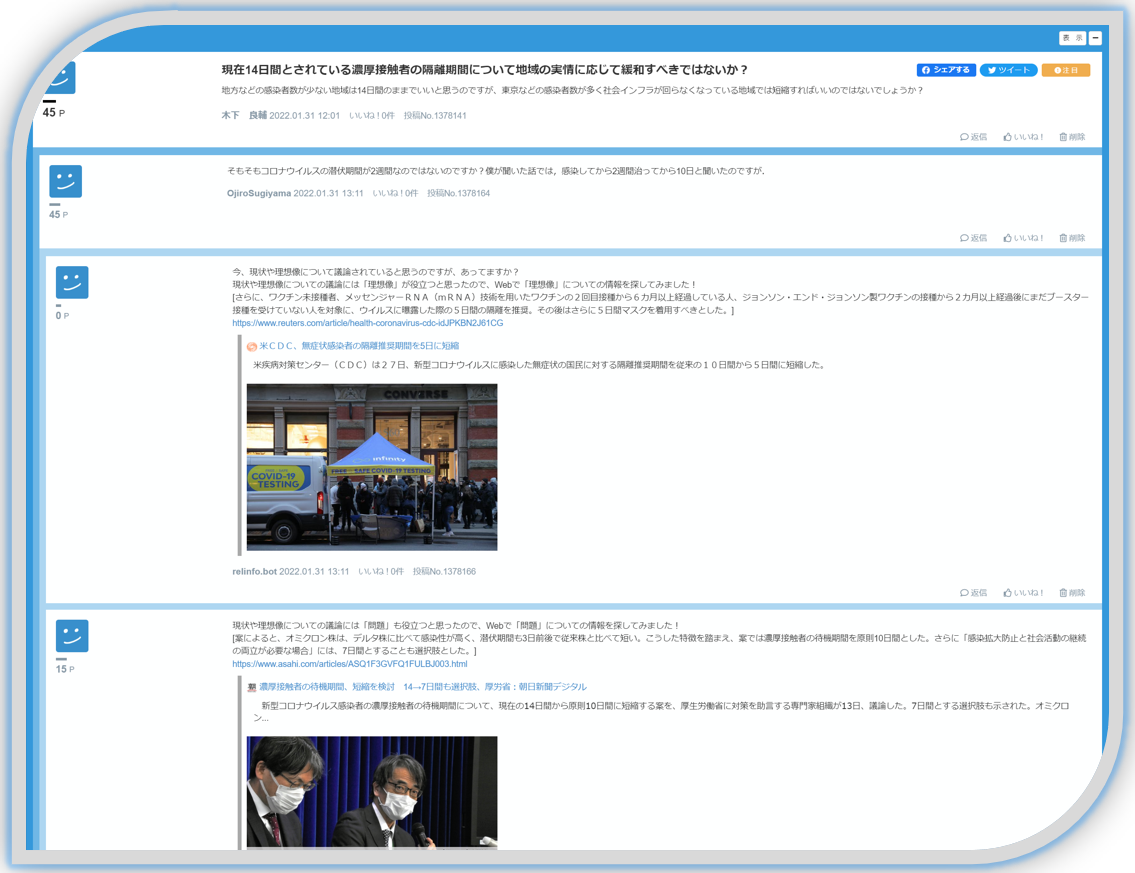 表 示
現在14日間とされている濃厚接触者の隔離期間について地域の実情に応じて緩和すべきではないか？
シェアする
ツイート
注目
地方などの感染者数が少ない地域は14日間のままでいいと思うのですが、東京などの感染者数が多く社会インフラが回らなくなっている地域では短縮すればいいのではないでしょうか？
45 P
木下 良輔 2022.01.31 12:01 いいね！0件 投稿No.1378141
返信 いいね！ 削除
そもそもコロナウイルスの潜伏期間が2週間なのではないのですか？僕が聞いた話では，感染してから2週間治ってから10日と聞いたのですが．
OjiroSugiyama 2022.01.31 13:11 いいね！0件 投稿No.1378164
45 P
返信 いいね！ 削除
今、現状や理想像について議論されていると思うのですが、あってますか？
現状や理想像についての議論には「理想像」が役立つと思ったので、Webで「理想像」についての情報を探してみました！
[さらに、ワクチン未接種者、メッセンジャーＲＮＡ（ｍＲＮＡ）技術を用いたワクチンの２回目接種から６カ月以上経過している人、ジョンソン・エンド・ジョンソン製ワクチンの接種から２カ月以上経過後にまだブースター
接種を受けていない人を対象に、ウイルスに曝露した際の５日間の隔離を推奨。その後はさらに５日間マスクを着用すべきとした。]
0 P
https://www.reuters.com/article/health-coronavirus-cdc-idJPKBN2J61CG
米ＣＤＣ、無症状感染者の隔離推奨期間を5日に短縮
米疾病対策センター（ＣＤＣ）は２７日、新型コロナウイルスに感染した無症状の国民に対する隔離推奨期間を従来の１０日間から５日間に短縮した。
CONVERSE
infinity
FREE - SAFE COVID-19 TESTING
COVID-19
TESTING
relinfo.bot 2022.01.31 13:11 いいね！0件 投稿No.1378166
返信 いいね！ 削除
現状や理想像についての議論には「問題」も役立つと思ったので、Webで「問題」についての情報を探してみました！
[案によると、オミクロン株は、デルタ株に比べて感染性が高く、潜伏期間も3日前後で従来株と比べて短い。こうした特徴を踏まえ、案では濃厚接触者の待機期間を原則10日間とした。さらに「感染拡大防止と社会活動の継続
の両立が必要な場合」には、7日間とすることも選択肢とした。]
15 P
https://www.asahi.com/articles/ASQ1F3GVFQ1FULBJ003.html
濃厚接触者の待機期間、短縮を検討 14→7日間も選択肢、厚労省：朝日新聞デジタル
新型コロナウイルス感染者の濃厚接触者の待機期間について、現在の14日間から原則10日間に短縮する案を、厚生労働省に対策を助言する専門家組織が13日、議論した。7日間とする選択肢も示された。オミクロ
ン...